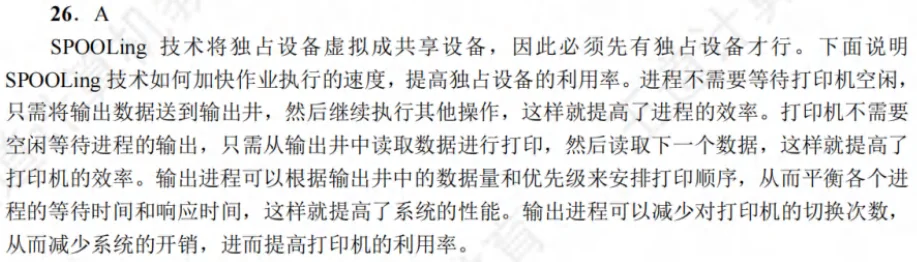 26．A
SPOOLing 技术将独占设备虚拟成共享设备，因此必须先有独占设备才行。下面说明
SPOOLing 技术如何加快作业执行的速度，提高独占设备的利用率。进程不需要等待打印机空闲，
只需将输出数据送到输出井，然后继续执行其他操作，这样就提高了进程的效率。打印机不需要
空闲等待进程的输出，只需从输出井中读取数据进行打印，然后读取下一个数据，这样就提高了
打印机的效率。输出进程可以根据输出井中的数据量和优先级来安排打印顺序，从而平衡各个进
程的等待时间和响应时间，这样就提高了系统的性能。输出进程可以减少对打印机的切换次数，
从而减少系统的开销，进而提高打印机的利用率。